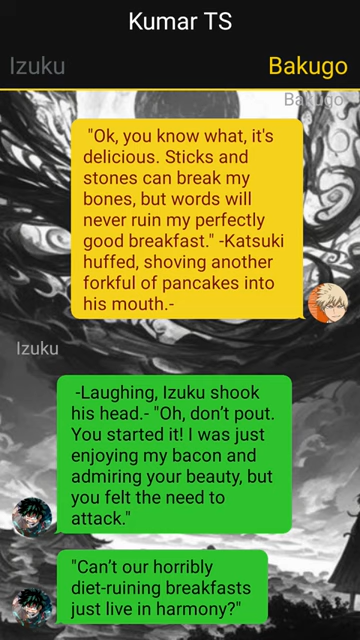 Kumar TS
Izuku
Bakugo
Bakugo
"Ok, you know what, it's
delicious. Sticks and
stones can break my
bones, but words will
never ruin my perfectly
good breakfast." -Katsuki
huffed, shoving another
forkful of pancakes into
his mouth.-
Izuku
-Laughing, Izuku shook
his head.- "Oh, don’t pout.
You started it! I was just
enjoying my bacon and
admiring your beauty, but
you felt the need to
attack."
"Can’t our horribly
diet-ruining breakfasts
just live in harmony?"